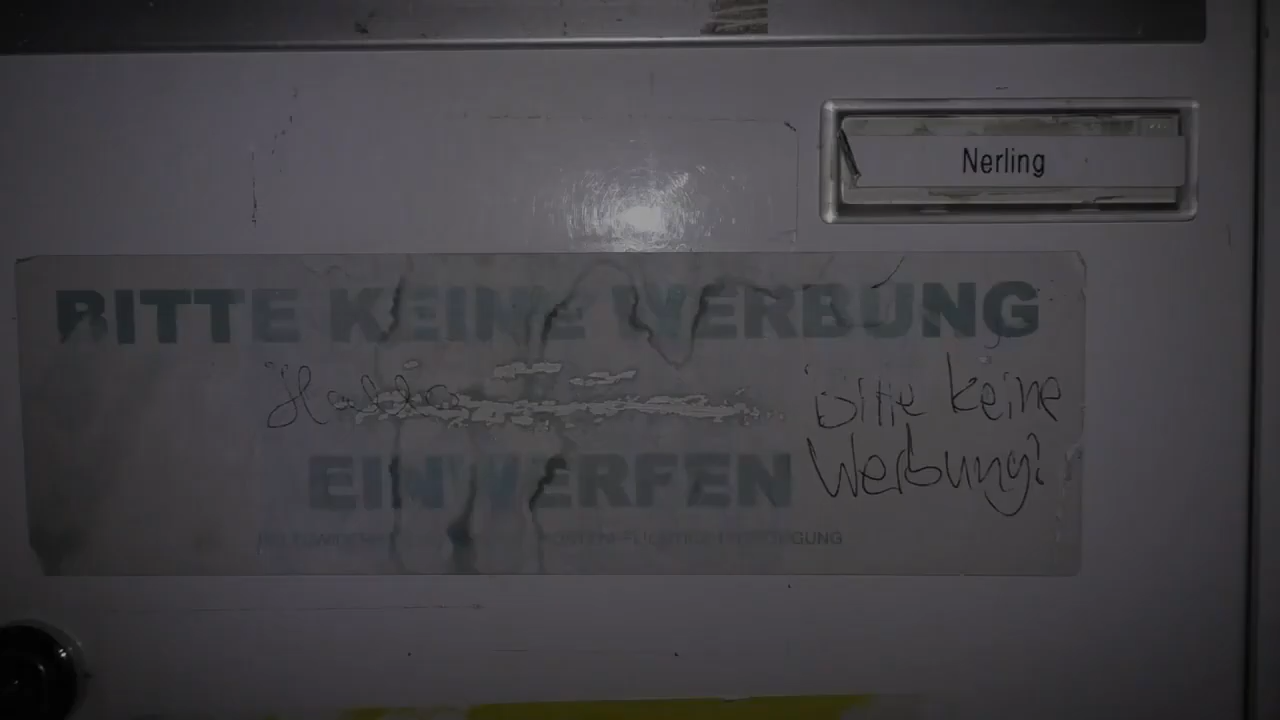 Nerling
BITTE KEINE WERBUNG
Bitte keine
Werbung!
EINWERFEN